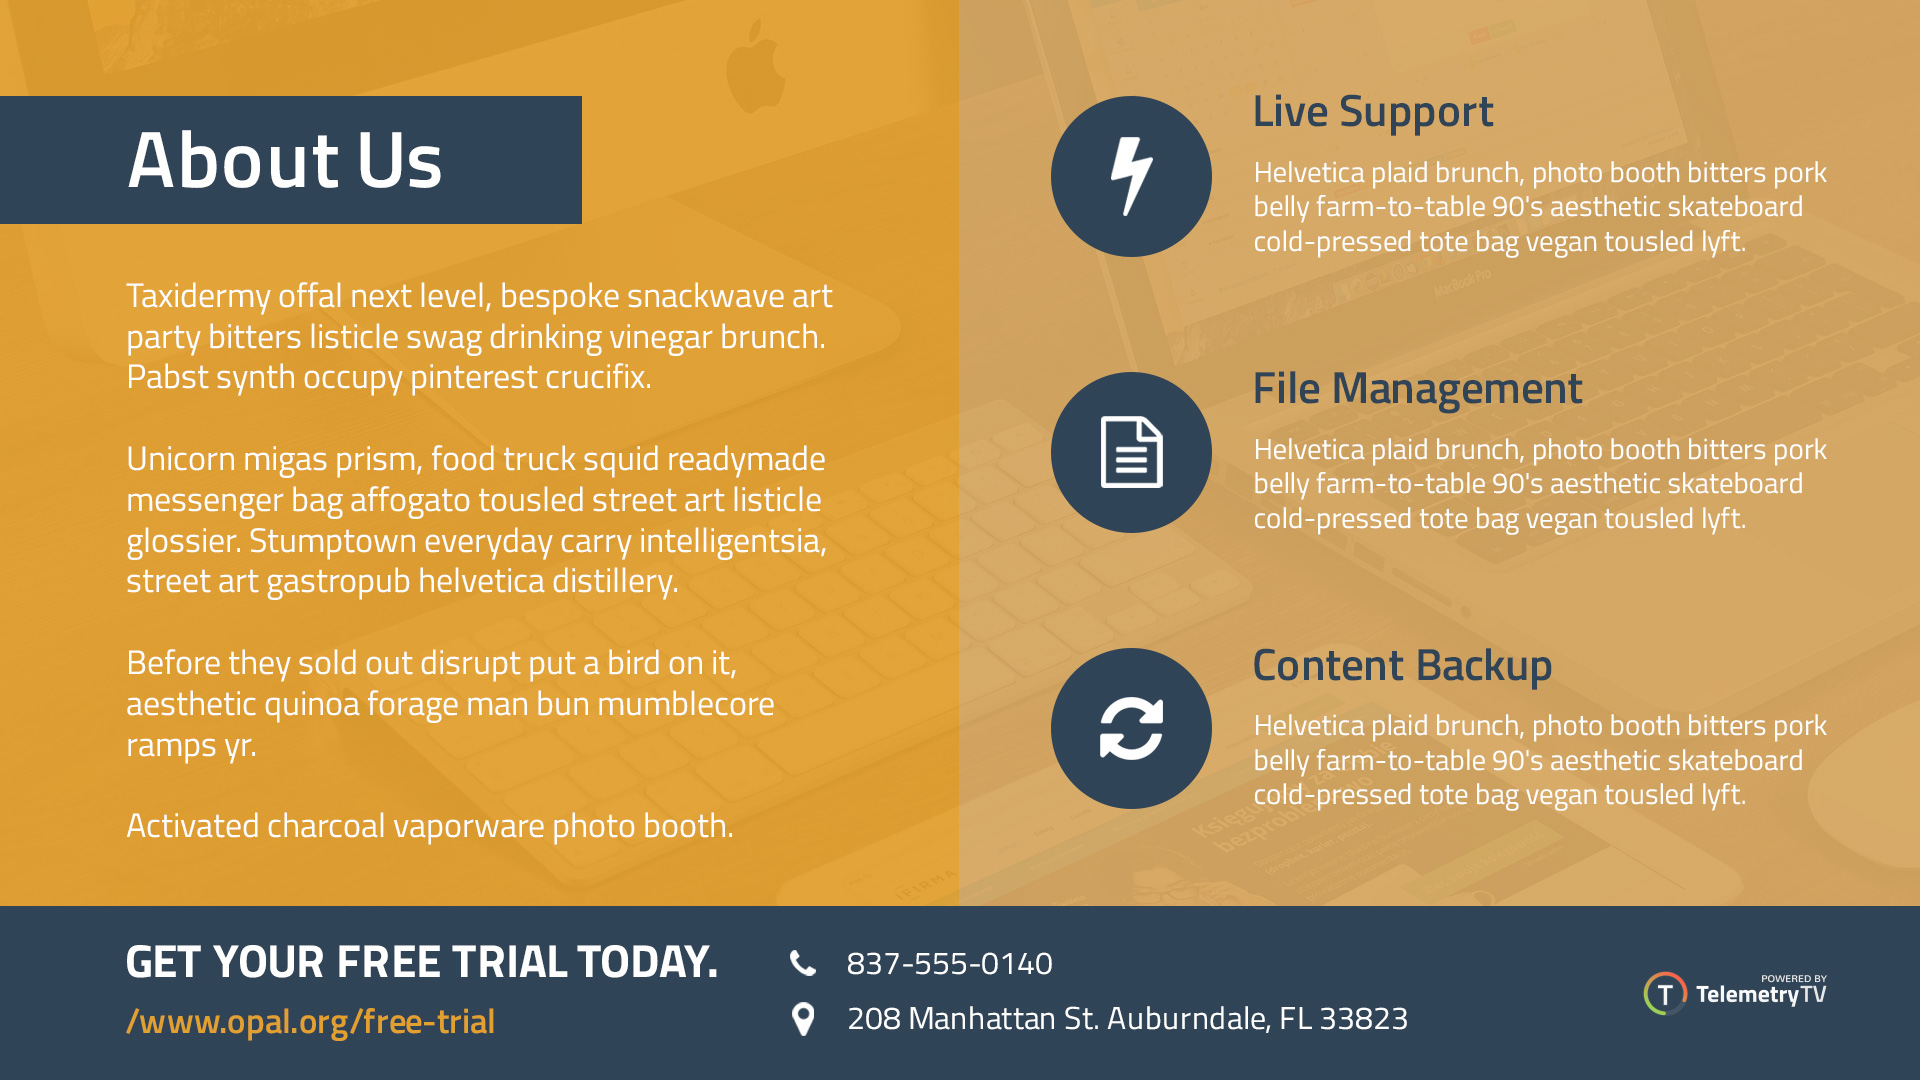 About Us
Taxidermy offal next level, bespoke snackwave art
party bitters listicle swag drinking vinegar brunch.
Pabst synth occupy pinterest crucifix.
Unicorn migas prism, food truck squid readymade
messenger bag affogato tousled street art listicle
glossier. Stumptown everyday carry intelligentsia,
street art gastropub helvetica distillery.
Before they sold out disrupt put a bird on it,
aesthetic quinoa forage man bun mumblecore
ramps yr.
Activated charcoal vaporware photo booth.
Live Support
Helvetica plaid brunch, photo booth bitters pork
belly farm-to-table 90's aesthetic skateboard
cold-pressed tote bag vegan tousled lyft.
MacBook Pro
File Management
Helvetica plaid brunch, photo booth bitters pork
belly farm-to-table 90's aesthetic skateboard
cold-pressed tote bag vegan tousled lyft.
Content Backup
Helvetica plaid brunch, photo booth bitters pork
belly farm-to-table 90's aesthetic skateboard
cold-pressed tote bag vegan tousled lyft.
IFIRMA
GET YOUR FREE TRIAL TODAY.
/www.opal.org/free-trial
837-555-0140
208 Manhattan St. Auburndale, FL 33823
POWERED BY
T TelemetryTV